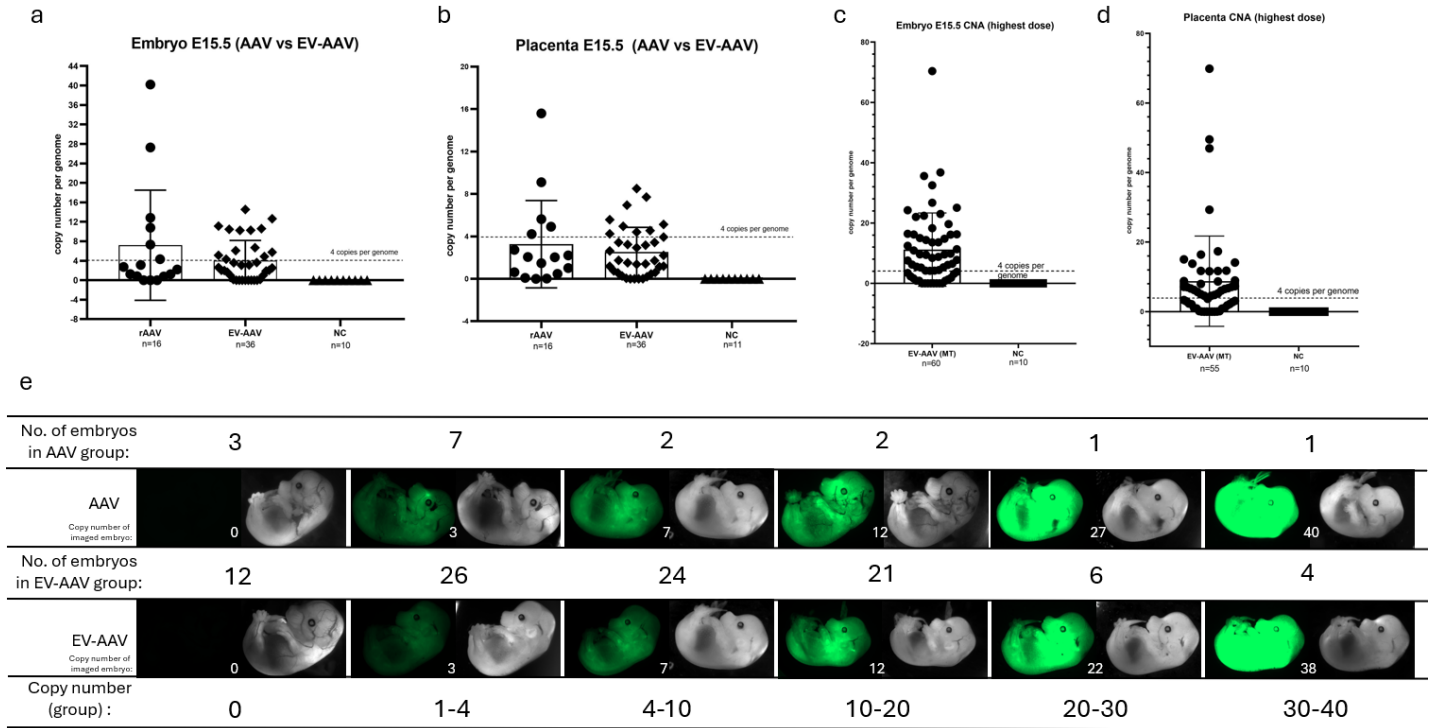 a
Embryo E15.5 (AAV vs EV-AAV)
copy number per genome
44
40
36
32
28
24
20
16
12
8
4
0
-4
-8
4 copies per genome
rAAV
n=16
EV-AAV
n=36
NC
n=10
b
Placenta E15.5 (AAV vs EV-AAV)
copy number per genome
20
16
12
8
4
0
-4
4 copies per genome
rAAV
n=16
EV-AAV
n=36
NC
n=11
c
Embryo E15.5 CNA (highest dose)
copy number per genome
80
60
40
20
0
-20
4 copies per
genome
EV-AAV (MT)
n=60
NC
n=10
d
Placenta CNA (highest dose)
copy number per genome
80
60
40
20
0
4 copies per genome
EV-AAV (MT)
n=55
NC
n=10
e
No. of embryos
in AAV group:
3 7 2 2 1 1
AAV
Copy number of
imaged embryo:
0 3 7 12 27 40
No. of embryos
in EV-AAV group:
12 26 24 21 6 4
EV-AAV
Copy number of
imaged embryo:
0 3 7 12 22 38
Copy number
(group) :
0 1-4 4-10 10-20 20-30 30-40